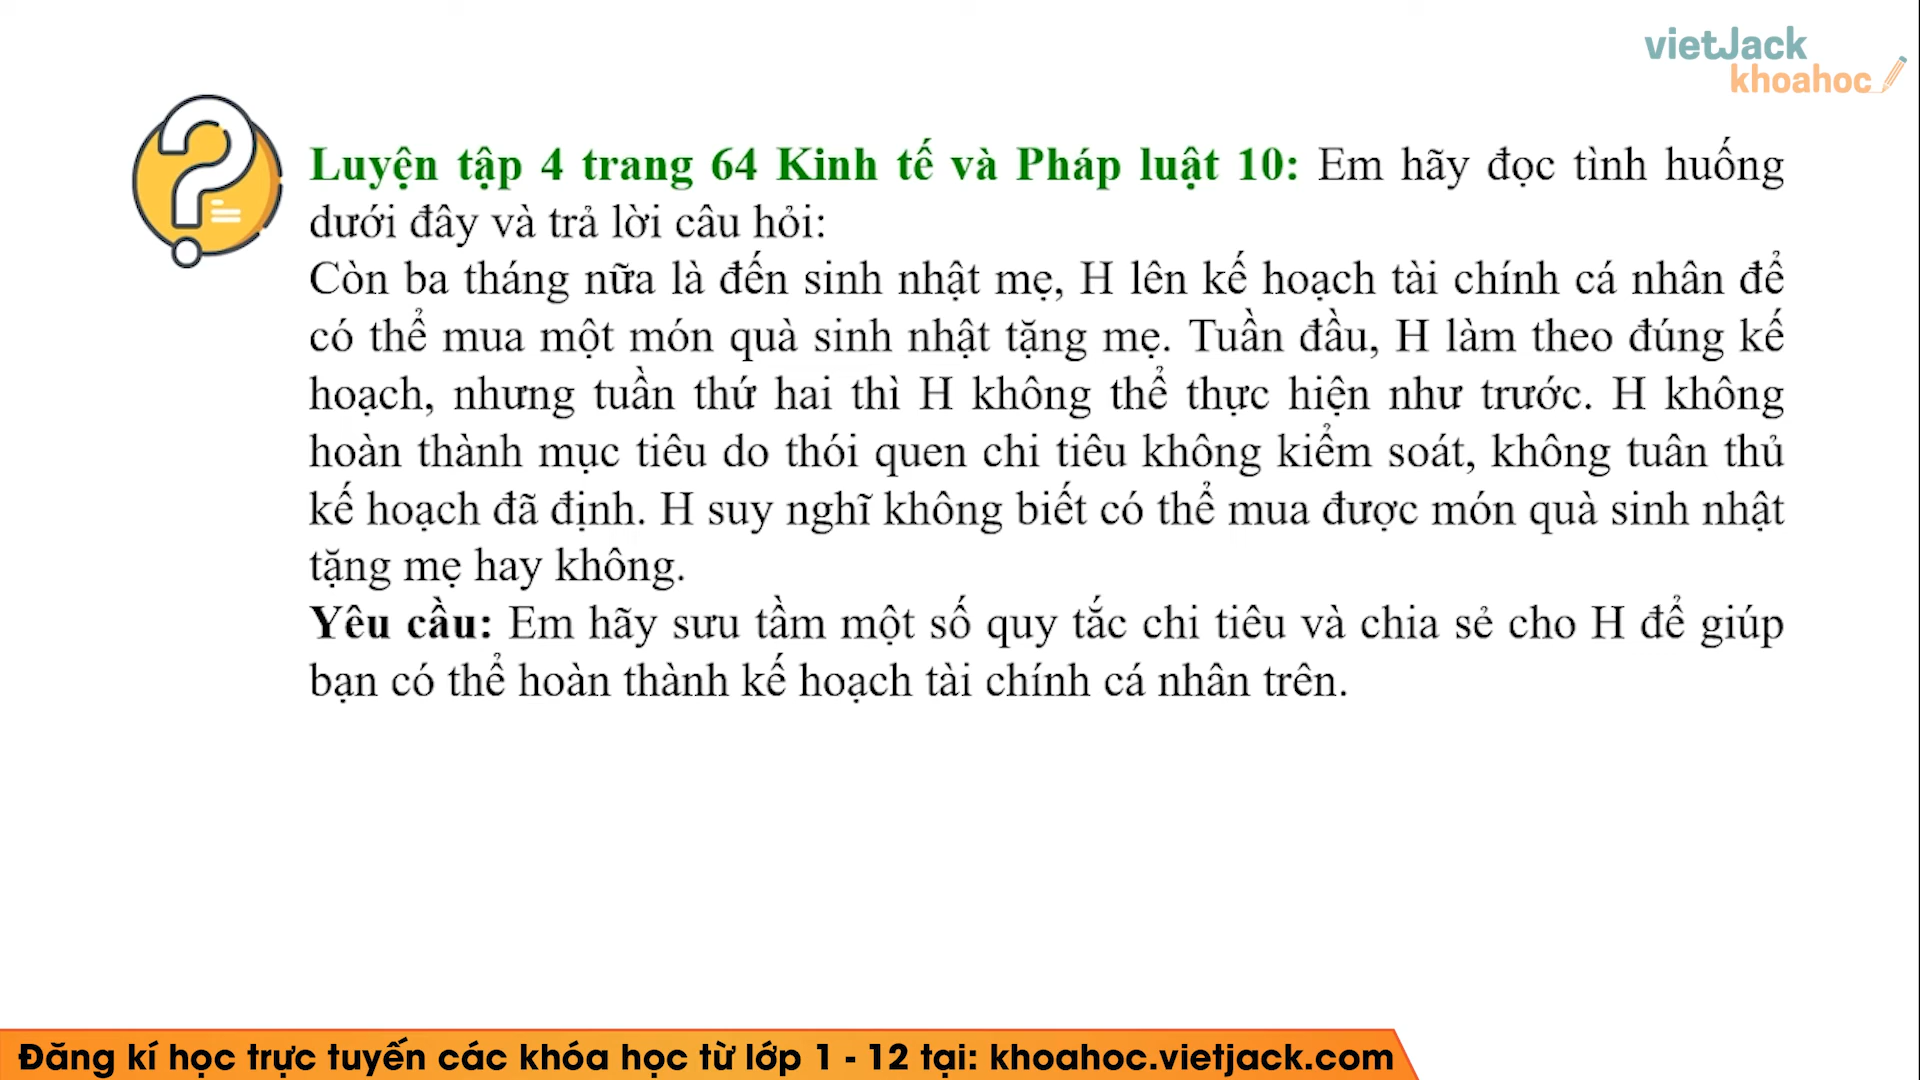 vietJack
khoahoc
Luyện tập 4 trang 64 Kinh tế và Pháp luật 10: Em hãy đọc tình huống
dưới đây và trả lời câu hỏi:
Còn ba tháng nữa là đến sinh nhật mẹ, H lên kế hoạch tài chính cá nhân để
có thể mua một món quà sinh nhật tặng mẹ. Tuần đầu, H làm theo đúng kế
hoạch, nhưng tuần thứ hai thì H không thể thực hiện như trước. H không
hoàn thành mục tiêu do thói quen chi tiêu không kiểm soát, không tuân thủ
kế hoạch đã định. H suy nghĩ không biết có thể mua được món quà sinh nhật
tặng mẹ hay không.
Yêu cầu: Em hãy sưu tầm một số quy tắc chi tiêu và chia sẻ cho H để giúp
bạn có thể hoàn thành kế hoạch tài chính cá nhân trên.
Đăng kí học trực tuyến các khóa học từ lớp 1 - 12 tại: khoahoc.vietjack.com